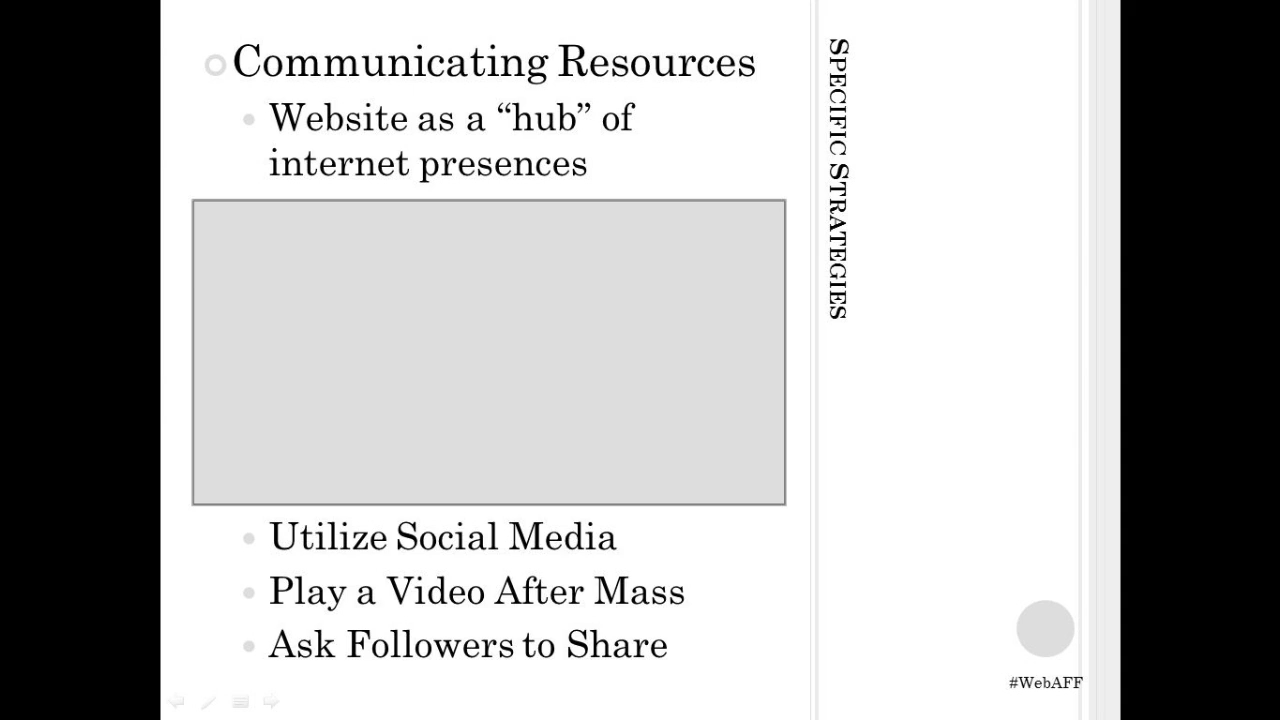 Communicating Resources
Website as a “hub” of
internet presences
Utilize Social Media
Play a Video After Mass
Ask Followers to Share
SPECIFIC STRATEGIES
#WebAFF